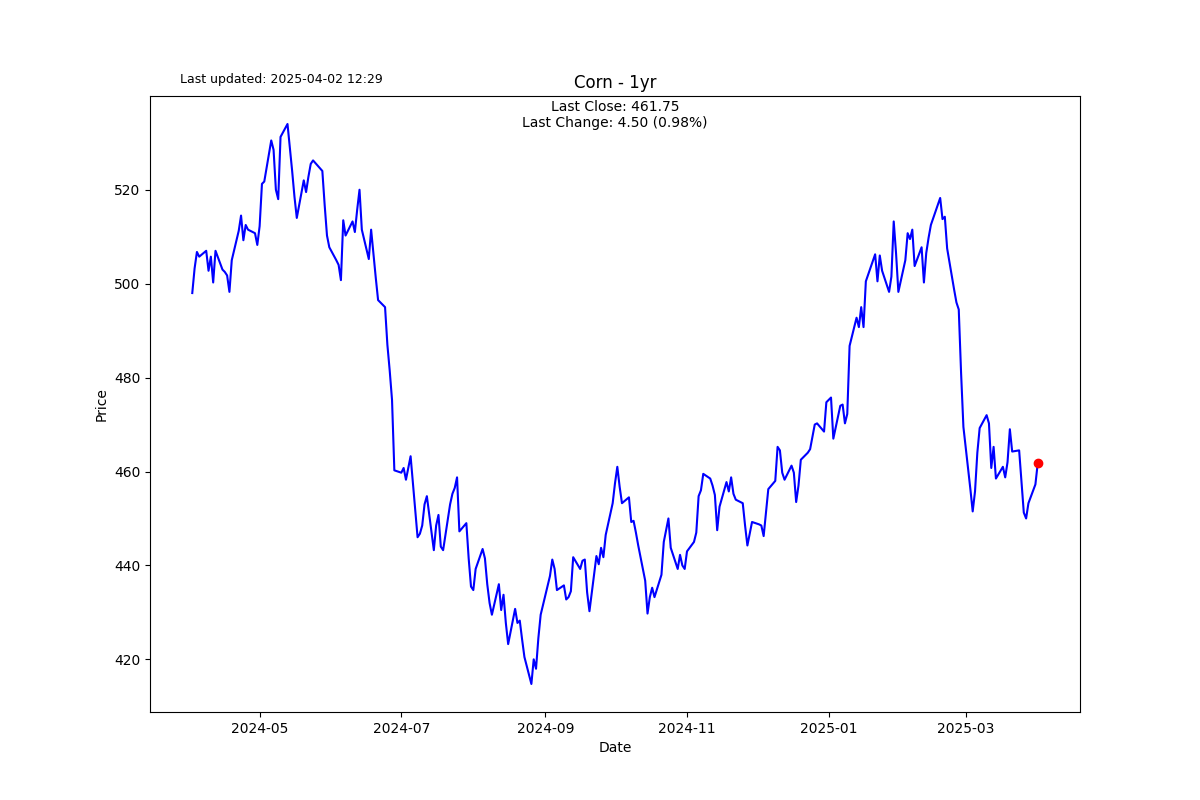 Last updated: 2025-04-02 12:29
Corn - 1yr
Last Close: 461.75
Last Change: 4.50 (0.98%)
Price
520
500
480
460
440
420
2024-05
2024-07
2024-09
2024-11
2025-01
2025-03
Date